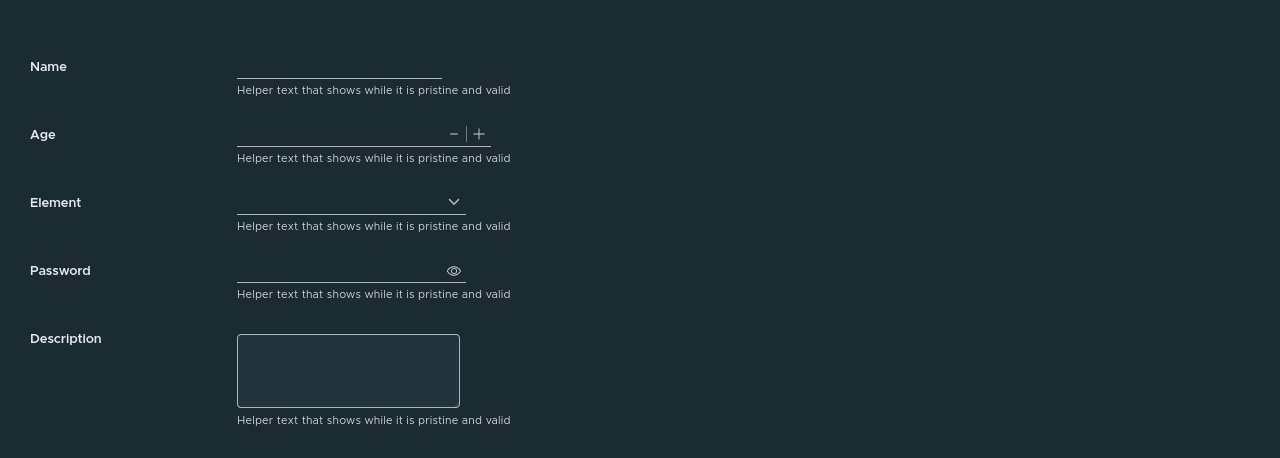 Name
Helper text that shows while it is pristine and valid
Age
Helper text that shows while it is pristine and valid
Element
Helper text that shows while it is pristine and valid
Password
Helper text that shows while it is pristine and valid
Description
Helper text that shows while it is pristine and valid